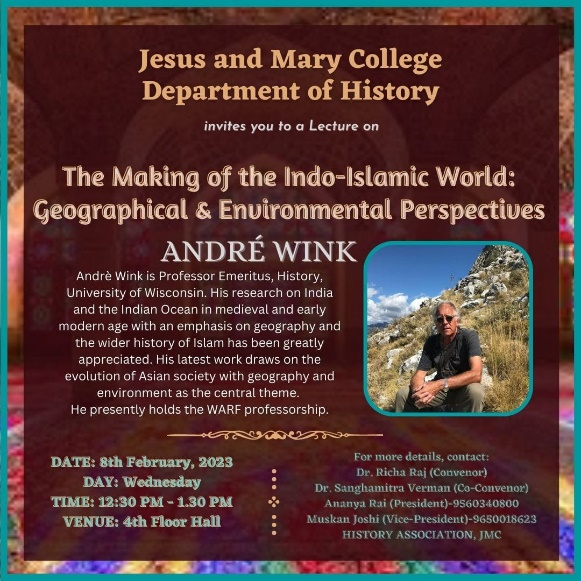 Jesus and Mary College
Department of History
invites you to a Lecture on
The Making of the Indo-Islamic World:
Geographical & Environmental Perspectives
ANDRÉ WINK
Andrè Wink is Professor Emeritus, History,
University of Wisconsin. His research on India
and the Indian Ocean in medieval and early
modern age with an emphasis on geography and
the wider history of Islam has been greatly
appreciated. His latest work draws on the
evolution of Asian society with geography and
environment as the central theme.
He presently holds the WARF professorship.
DATE: 8th February, 2023
DAY: Wednesday
TIME: 12:30 PM - 1.30 PM
VENUE: 4th Floor Hall
For more details, contact:
Dr. Richa Raj (Convenor)
Dr. Sanghamitra Verman (Co-Convenor)
Ananya Rai (President)-9560340800
Muskan Joshi (Vice-President)-9650018623
HISTORY ASSOCIATION, JMC